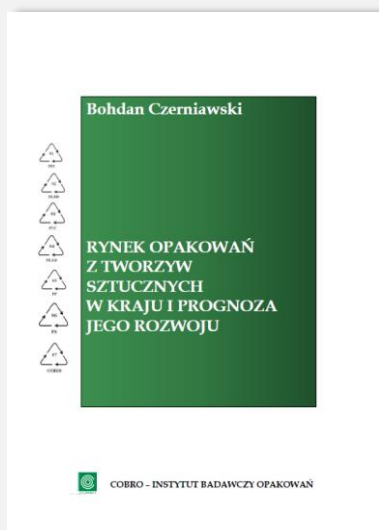 Bohdan Czerniawski
RYNEK OPAKOWAŃ
Z TWORZYW
SZTUCZNYCH
W KRAJU I PROGNOZA
JEGO ROZWOJU
COBRO – INSTYTUT BADAWCZY OPAKOWAŃ